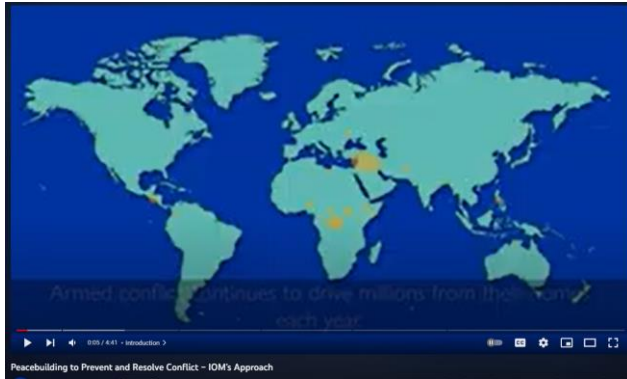 Armed conflict continues to drive millions from their homes
each year
0:05 / 4:41 • Introduction >
CC
Peacebuilding to Prevent and Resolve Conflict – IOM's Approach